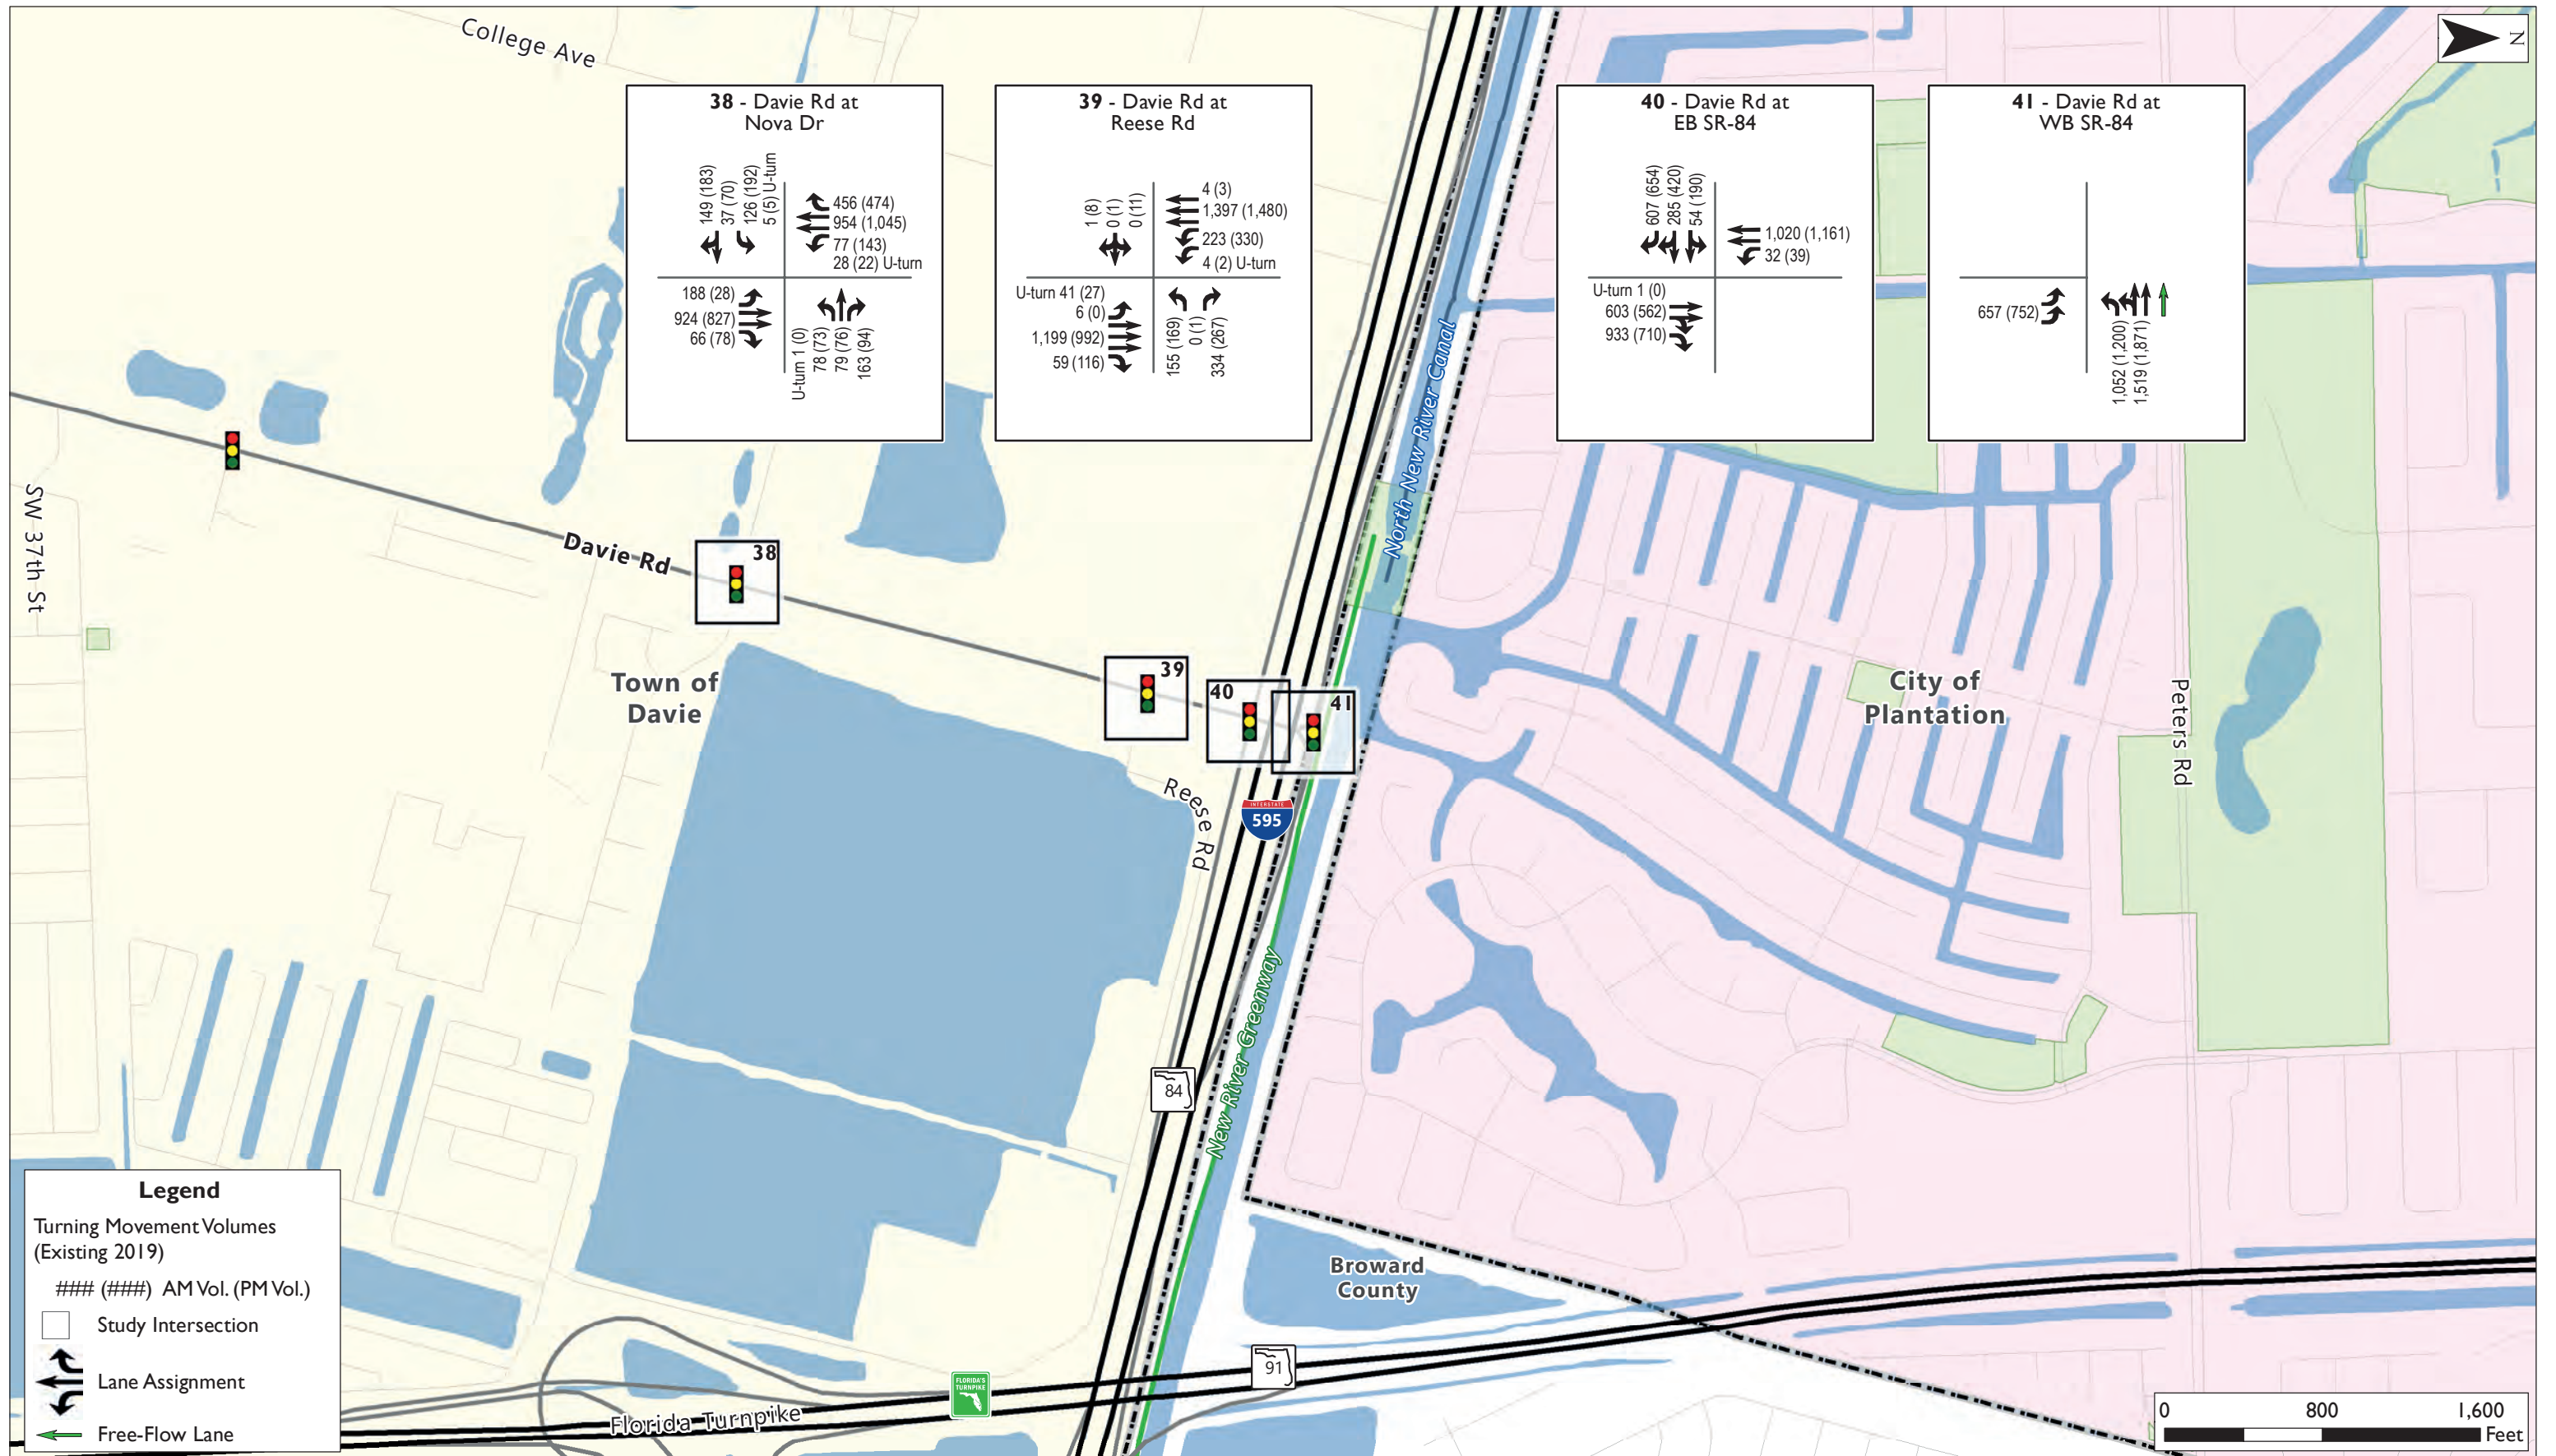 College Ave
N
38 - Davie Rd at
Nova Dr
149 (183)
37 (70)
126 (192)
5 (5) U-turn
456 (474)
954 (1,045)
77 (143)
28 (22) U-turn
188 (28)
924 (827)
66 (78)
U-turn 1 (0)
78 (73)
79 (76)
163 (94)
39 - Davie Rd at
Reese Rd
1 (8)
0 (1)
0 (11)
4 (3)
1,397 (1,480)
223 (330)
4 (2) U-turn
U-turn 41 (27)
6 (0)
1,199 (992)
59 (116)
155 (169)
0 (1)
334 (267)
40 - Davie Rd at
EB SR-84
607 (654)
285 (420)
54 (190)
1,020 (1,161)
32 (39)
U-turn 1 (0)
603 (562)
933 (710)
41 - Davie Rd at
WB SR-84
657 (752)
1,052 (1,200)
1,519 (1,871)
North New River Canal
SW 37th St
Davie Rd
38
39
40
41
Town of
Davie
City of
Plantation
Peters Rd
Reese Rd
INTERSTATE
595
New River Greenway
84
Broward
County
91
FLORIDA'S
TURNPIKE
Florida Turnpike
Legend
Turning Movement Volumes
(Existing 2019)
### (###) AM Vol. (PM Vol.)
Study Intersection
Lane Assignment
Free-Flow Lane
0 800 1,600
Feet